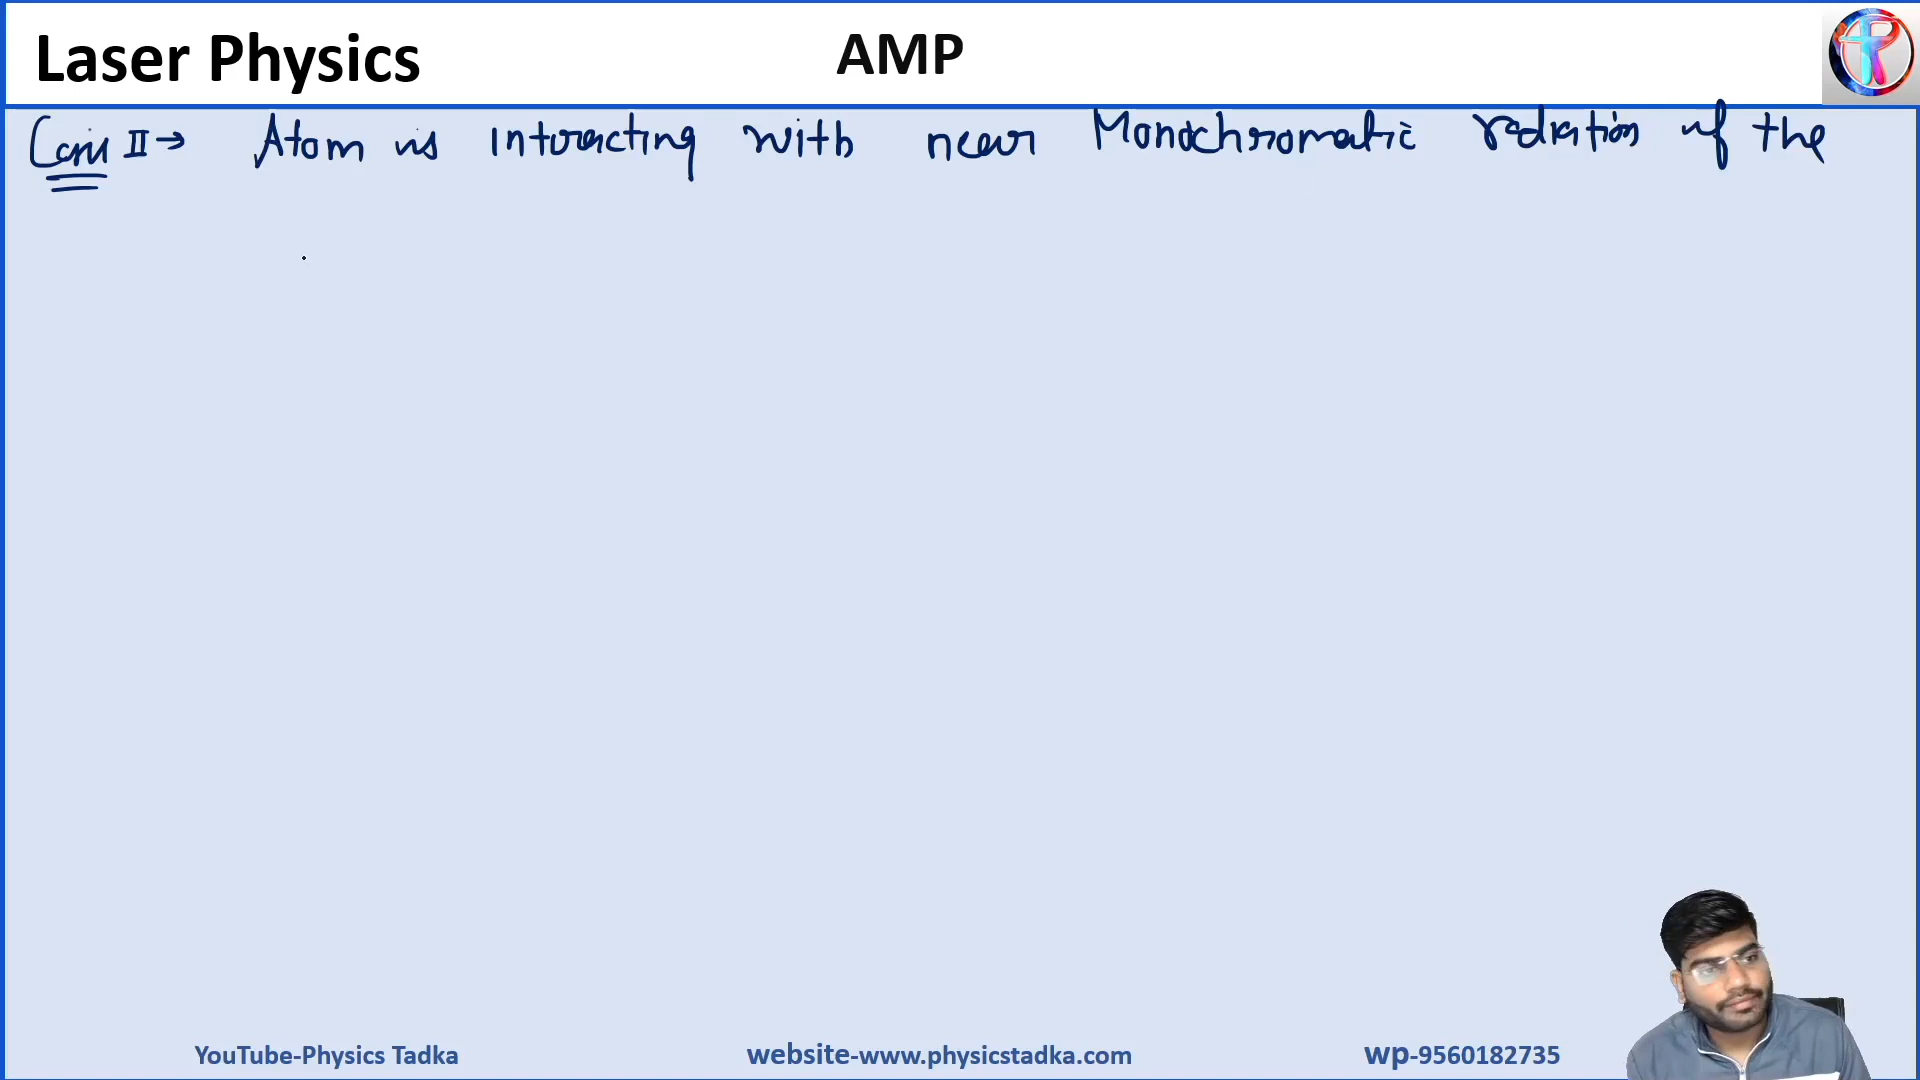 Laser Physics
AMP
Case II → Atom is interacting with near Monochromatic radiation of the
YouTube-Physics Tadka
website-www.physicstadka.com
wp-9560182735